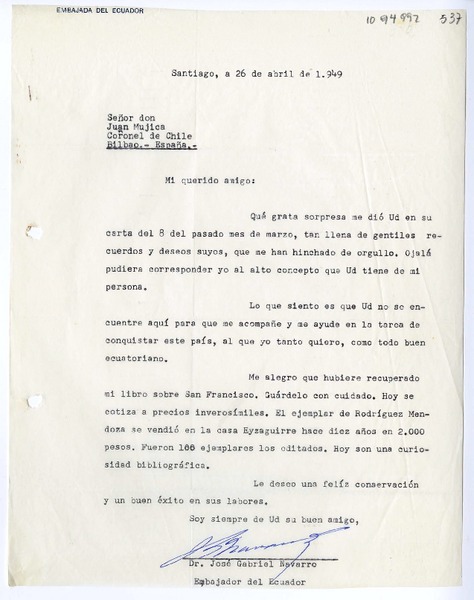 EMBAJADA DEL ECUADOR
1094992 537
Santiago, a 26 de abril de 1.949
Señor don
Juan Mujica
Coronel de Chile
Bilbao.- España.-
Mi querido amigo:
Qué grata sorpresa me dió Ud en su
carta del 8 del pasado mes de marzo, tan llena de gentiles re-
cuerdos y deseos suyos, que me han hinchado de orgullo. Ojalá
pudiera corresponder yo al alto concepto que Ud tiene de mi
persona.
Lo que siento es que Ud no se en-
cuentre aquí para que me acompañe y me ayude en la tarea de
conquistar este país, al que yo tanto quiero, como todo buen
ecuatoriano.
Me alegro que hubiere recuperado
mi libro sobre San Francisco. Guárdelo con cuidado. Hoy se
cotiza a precios inverosímiles. El ejemplar de Rodríguez Men-
doza se vendió en la casa Eyzaguirre hace diez años en 2.000
pesos. Fueron 100 ejemplares los editados. Hoy son una curio-
sidad bibliográfica.
Le deseo una felíz conservación
y un buen éxito en sus labores.
Soy siempre de Ud su buen amigo,
Dr. José Gabriel Navarro
Embajador del Ecuador